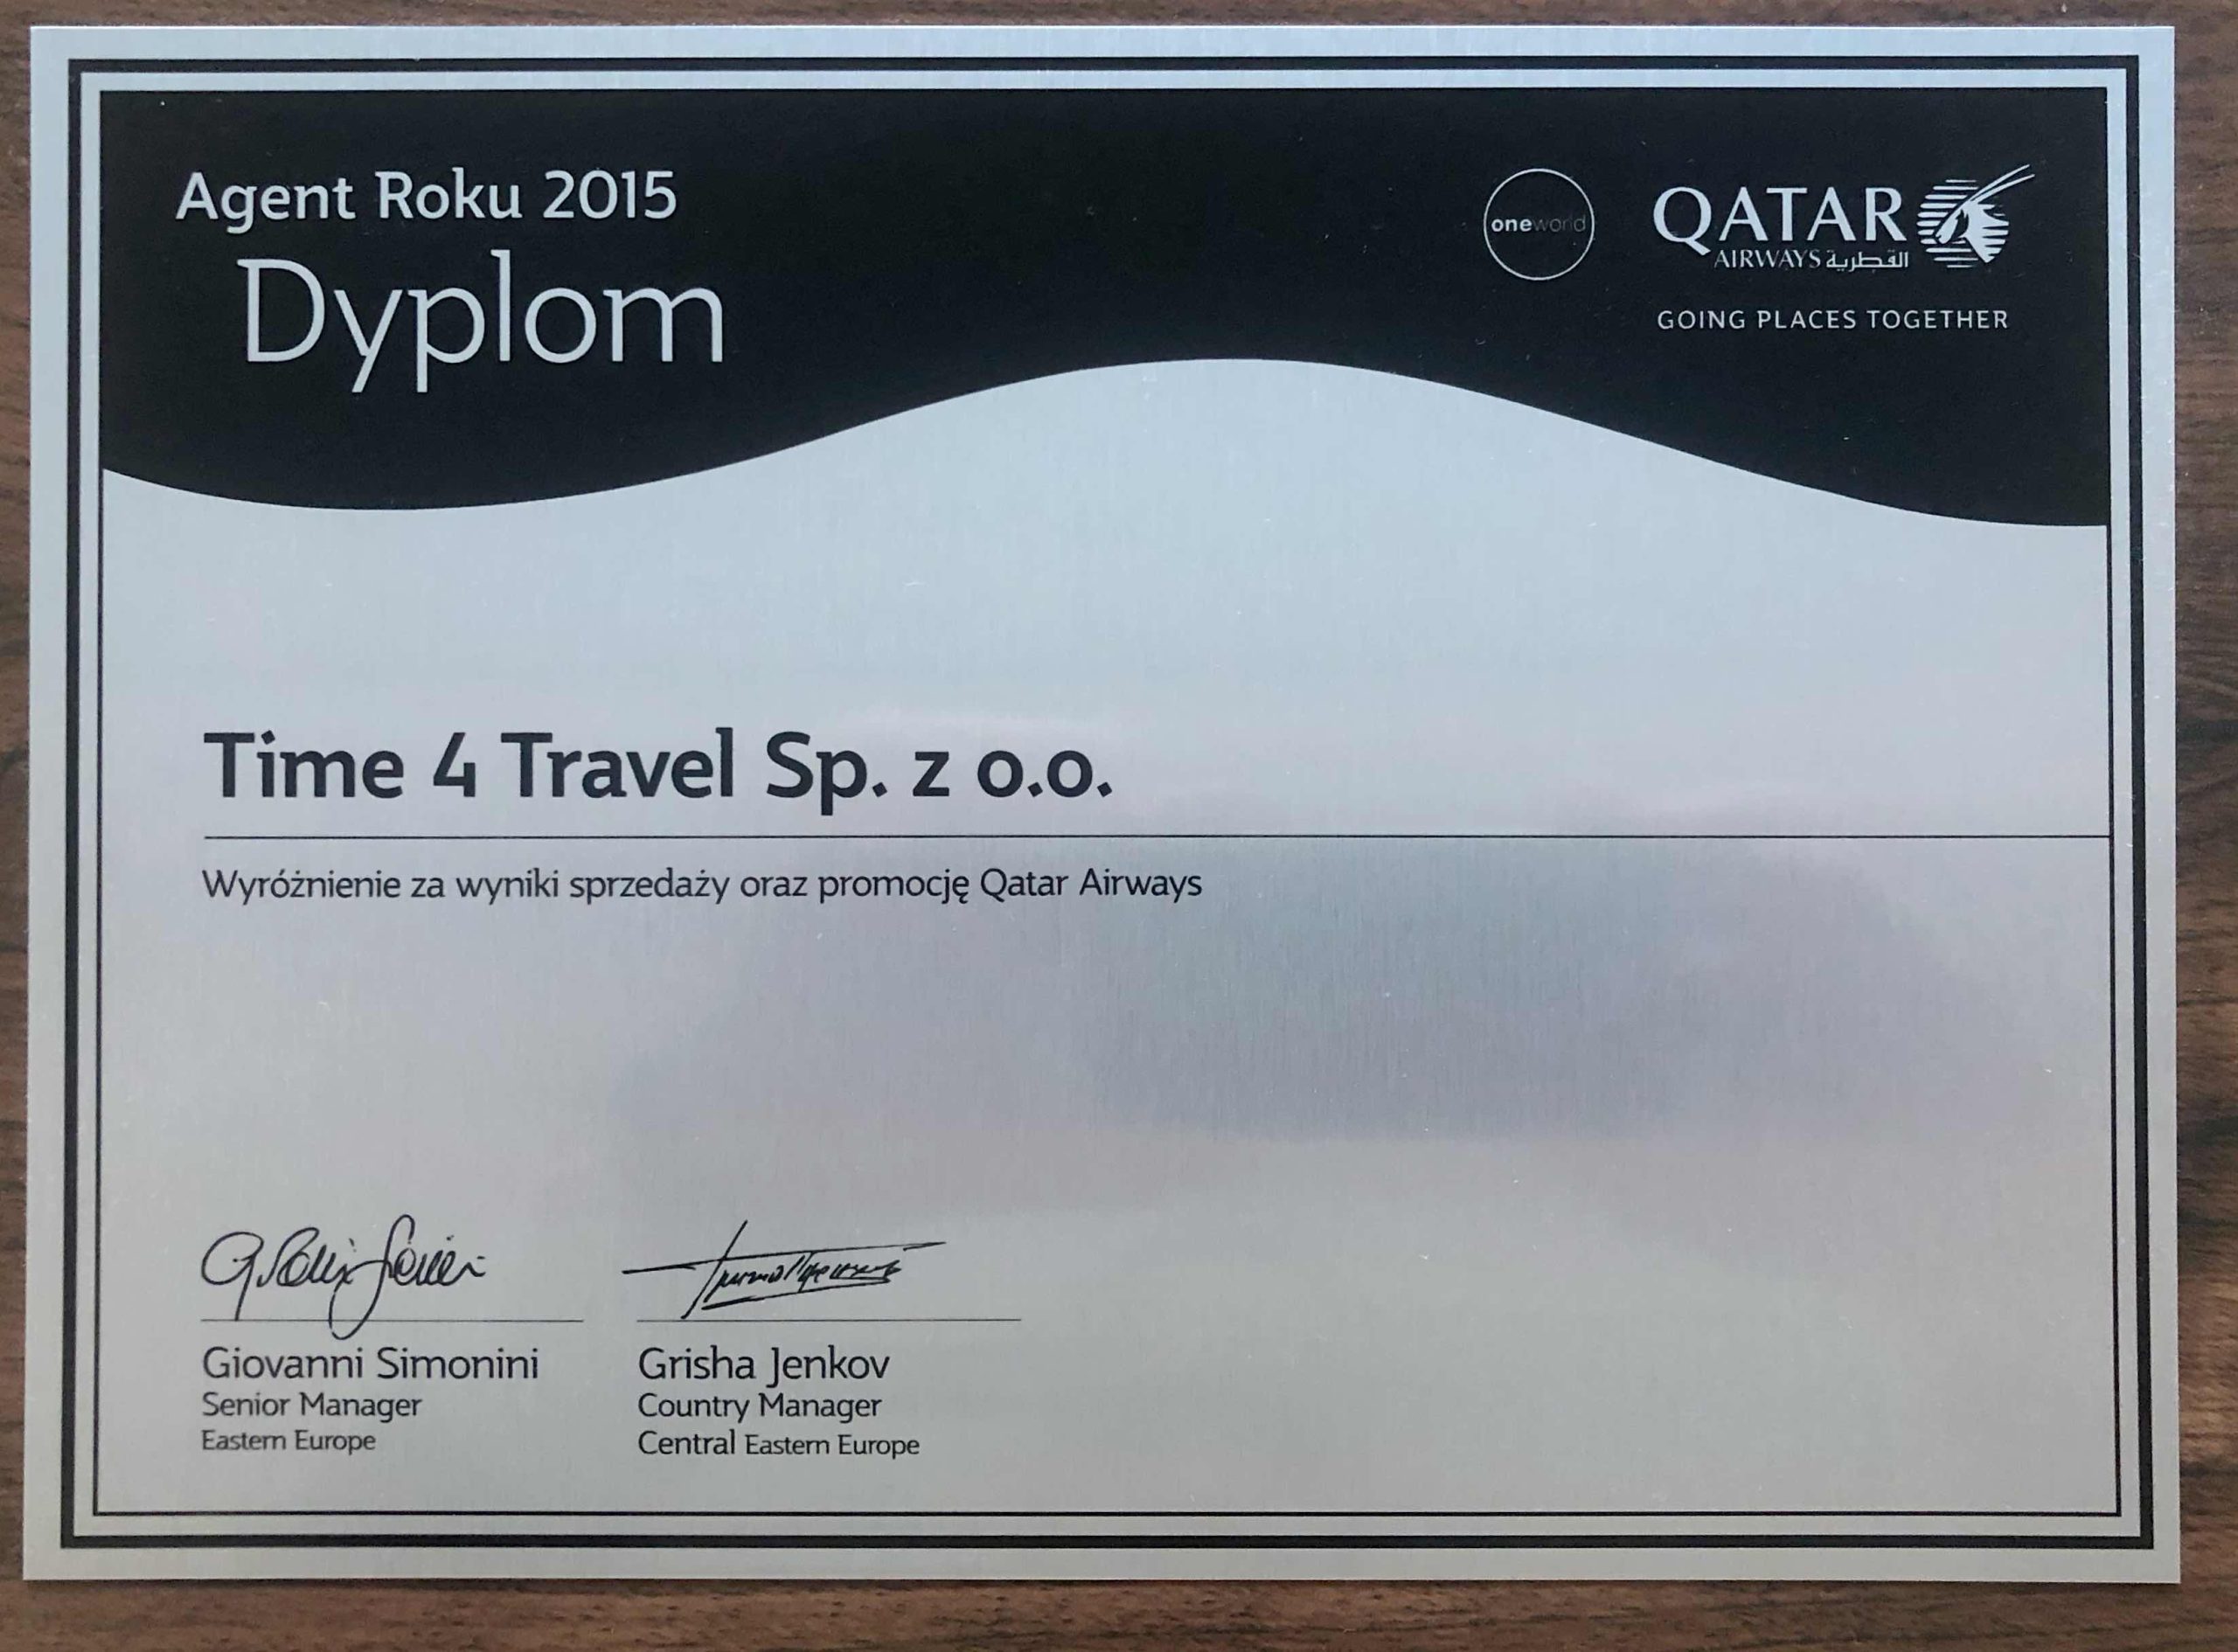 Agent Roku 2015
Dyplom
oneworld
QATAR
AIRWAYS القطرية
GOING PLACES TOGETHER
Time 4 Travel Sp. z o.o.
Wyróżnienie za wyniki sprzedaży oraz promocję Qatar Airways
Giovanni Simonini
Senior Manager
Eastern Europe
Grisha Jenkov
Country Manager
Central Eastern Europe